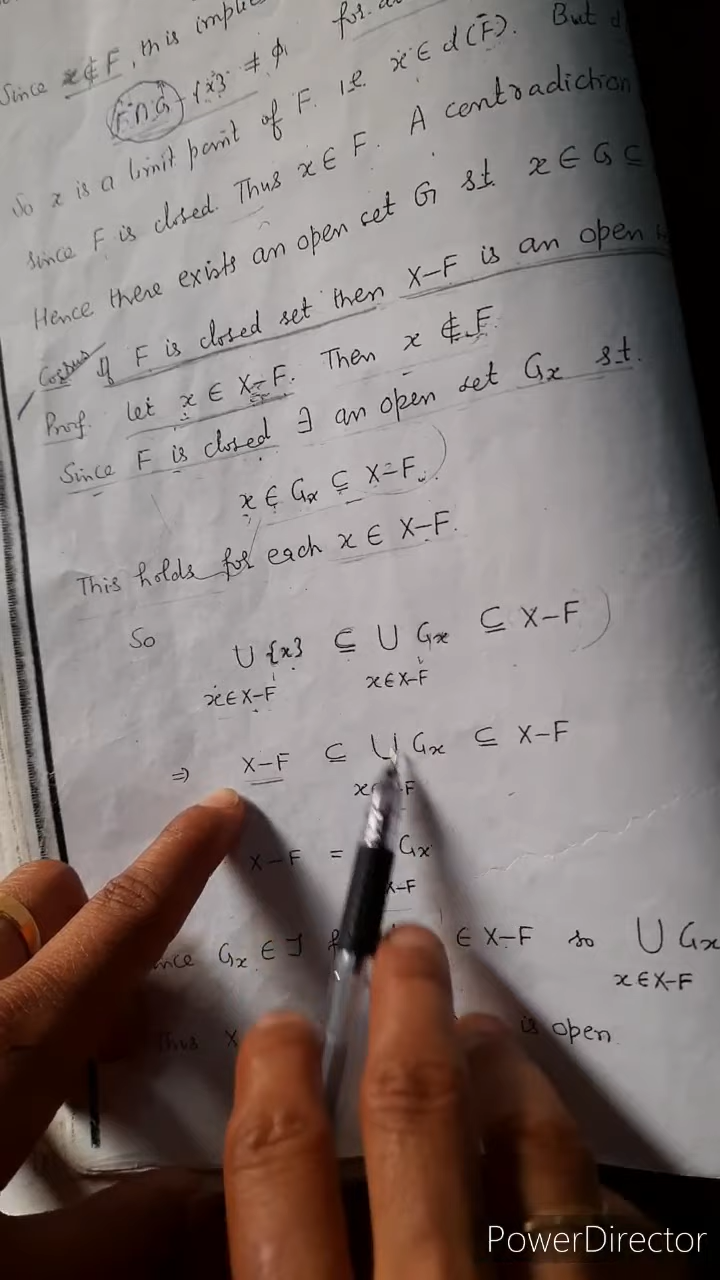 Since x ∉ F, this
F∩G - {x} ≠ φ for
So x is a limit point of F. i.e x ∈ d(F). But
since F is closed. Thus x ∈ F. A contradiction
Hence there exists an open set G st. x ∈ G ⊆
If F is closed set then X-F is an open
Proof. Let x ∈ X-F. Then x ∉ F.
Since F is closed ∃ an open set Gx st.
x ∈ Gx ⊆ X-F.
This holds for each x ∈ X-F.
So ∪ {x} ⊆ ∪ Gx ⊆ X-F
x∈X-F x∈X-F
⇒ X-F ⊆ ∪ Gx ⊆ X-F
-F
X-F = Gx
X-F
Gx ∈ ∈ X-F so ∪ Gx
x∈X-F
X is open
PowerDirector